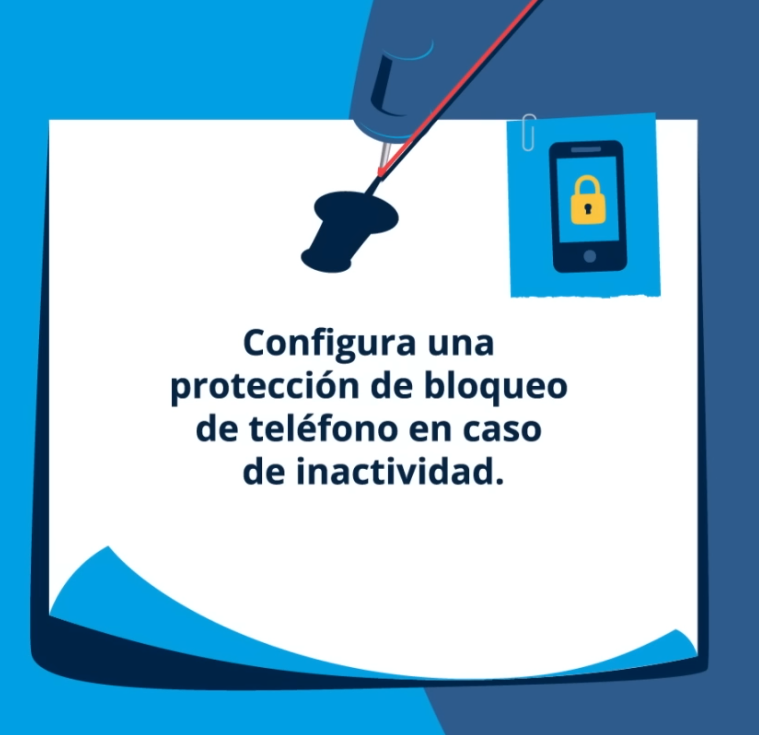 Configura una
protección de bloqueo
de teléfono en caso
de inactividad.